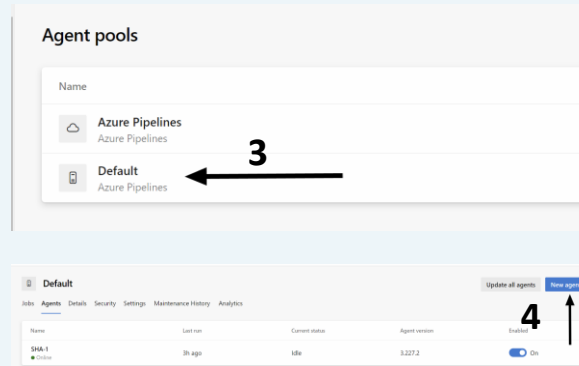 Agent pools
Name
Azure Pipelines
Azure Pipelines
3
Default
Azure Pipelines
Default
Update all agents New agen
Jobs Agents Details Security Settings Maintenance History Analytics
4
Name Last run Current status Agent version Enabled
SHA-1 3h ago Idle 3.227.2 On
Online